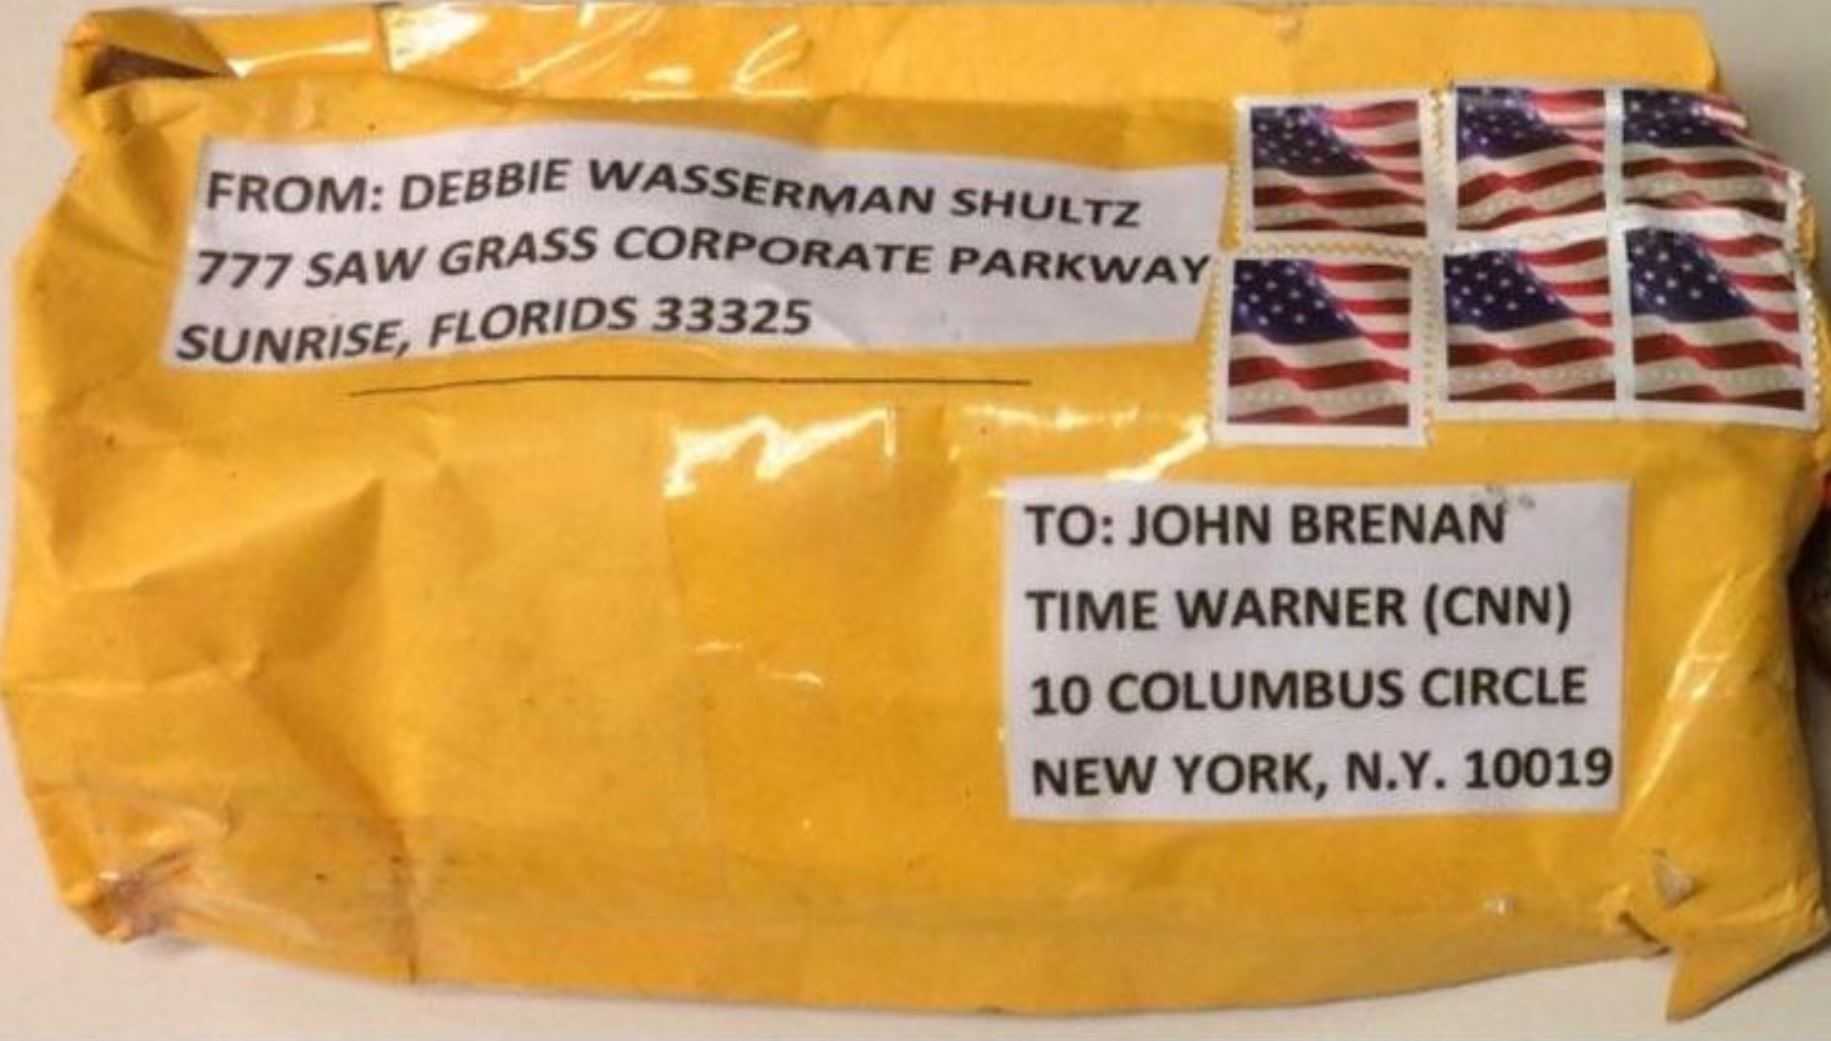 FROM: DEBBIE WASSERMAN SHULTZ
777 SAW GRASS CORPORATE PARKWAY
SUNRISE, FLORIDS 33325
TO: JOHN BRENAN
TIME WARNER (CNN)
10 COLUMBUS CIRCLE
NEW YORK, N.Y. 10019